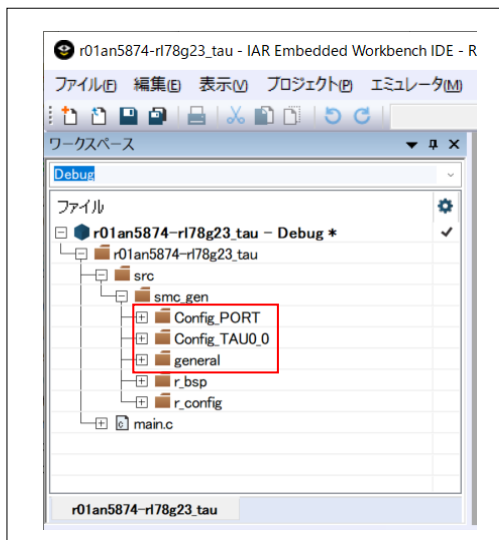 r01an5874-rl78g23_tau - IAR Embedded Workbench IDE - R
ファイル(F) 編集(E) 表示(V) プロジェクト(P) エミュレータ(M)
ワークスペース
Debug
ファイル
r01an5874-rl78g23_tau - Debug *
r01an5874-rl78g23_tau
src
smc_gen
Config_PORT
Config_TAU0_0
general
r_bsp
r_config
main.c
r01an5874-rl78g23_tau